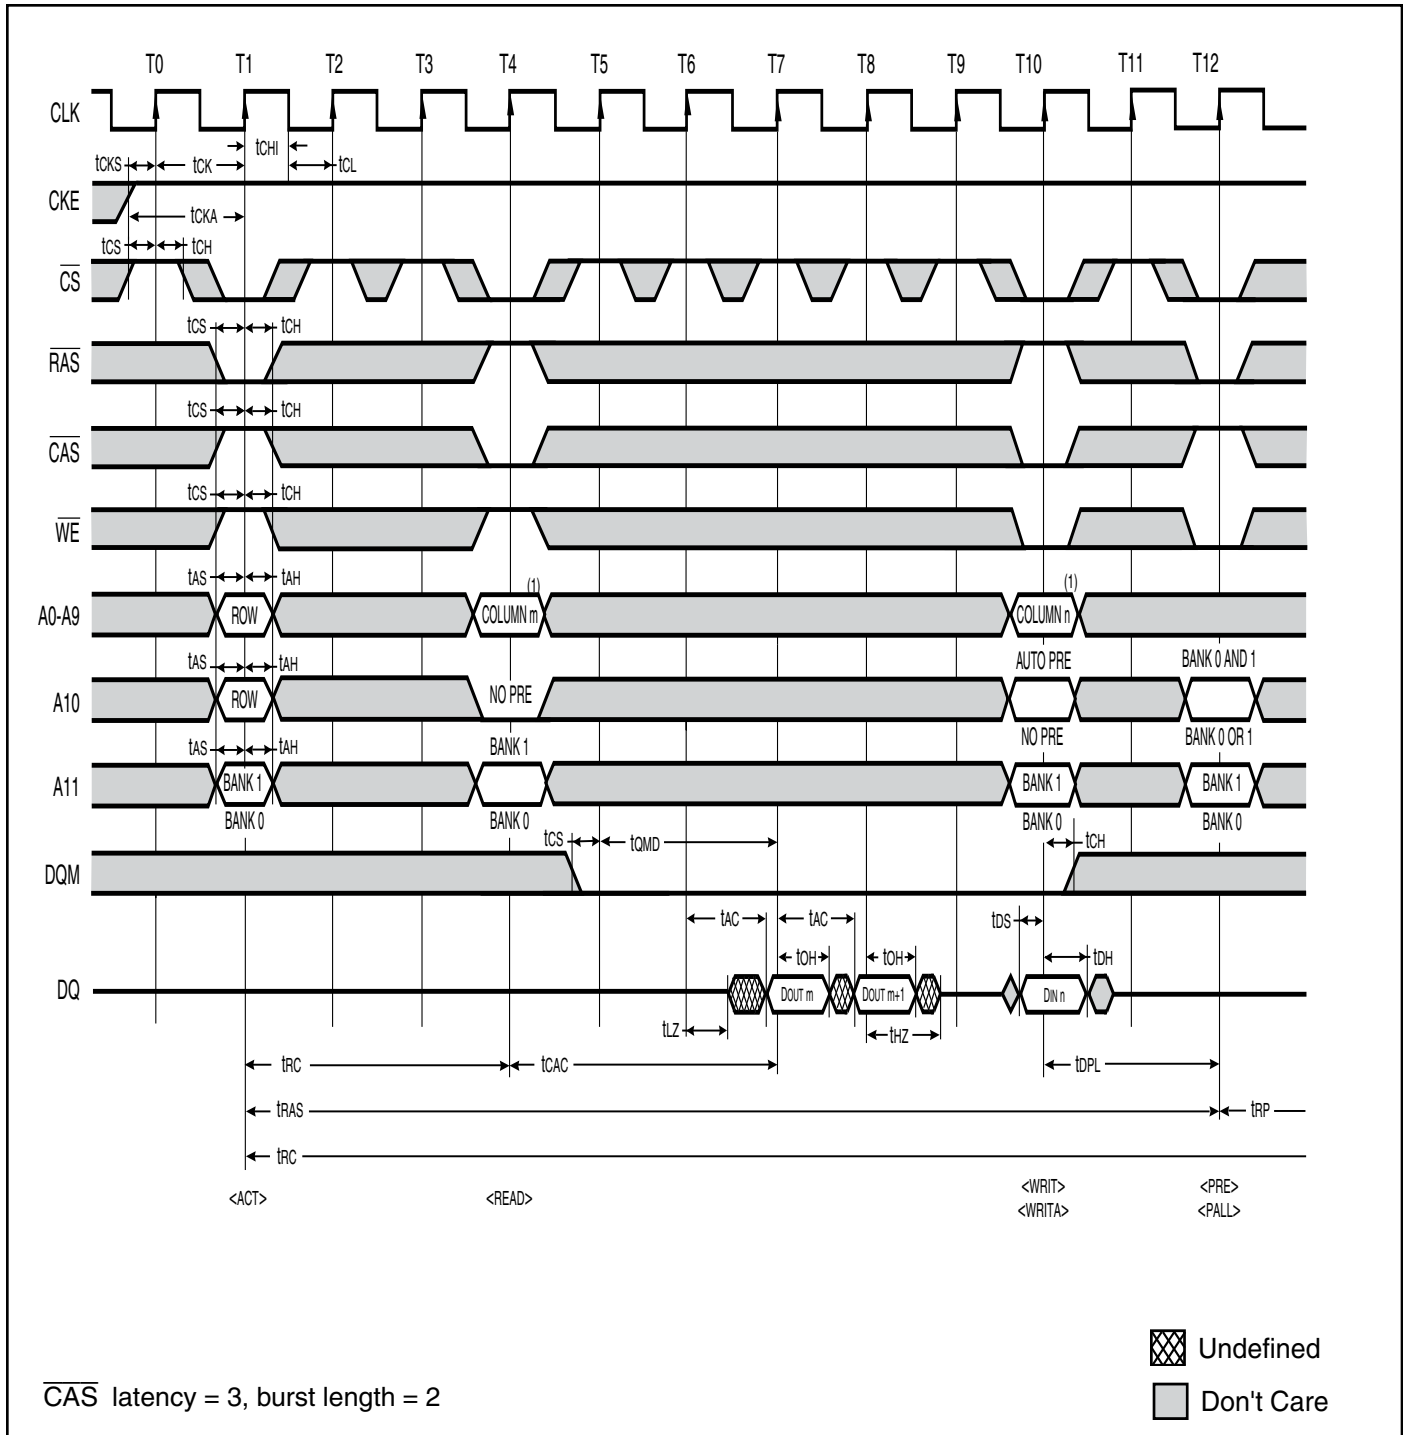 T0 T1 T2 T3 T4 T5 T6 T7 T8 T9 T10 T11 T12
CLK
tCHI
tCKS tCK tCL
CKE
tCKA
tCS tCH
CS
tCS tCH
RAS
tCS tCH
CAS
tCS tCH
WE
tAS tAH
(1) (1)
A0-A9 ROW COLUMN m COLUMN n
tAS tAH AUTO PRE BANK 0 AND 1
A10 ROW NO PRE
NO PRE BANK 0 OR 1
tAS tAH BANK 1
A11 BANK 1 BANK 1 BANK 1
BANK 0 BANK 0 BANK 0 BANK 0
tCS tQMD tCH
DQM
tAC tAC tDS
tOH tOH tDH
DQ DOUT m DOUT m+1 DIN n
tLZ tHZ
tRC tCAC tDPL
tRAS tRP
tRC
<ACT> <READ> <WRIT> <PRE>
<WRITA> <PALL>
Undefined
CAS latency = 3, burst length = 2
Don't Care